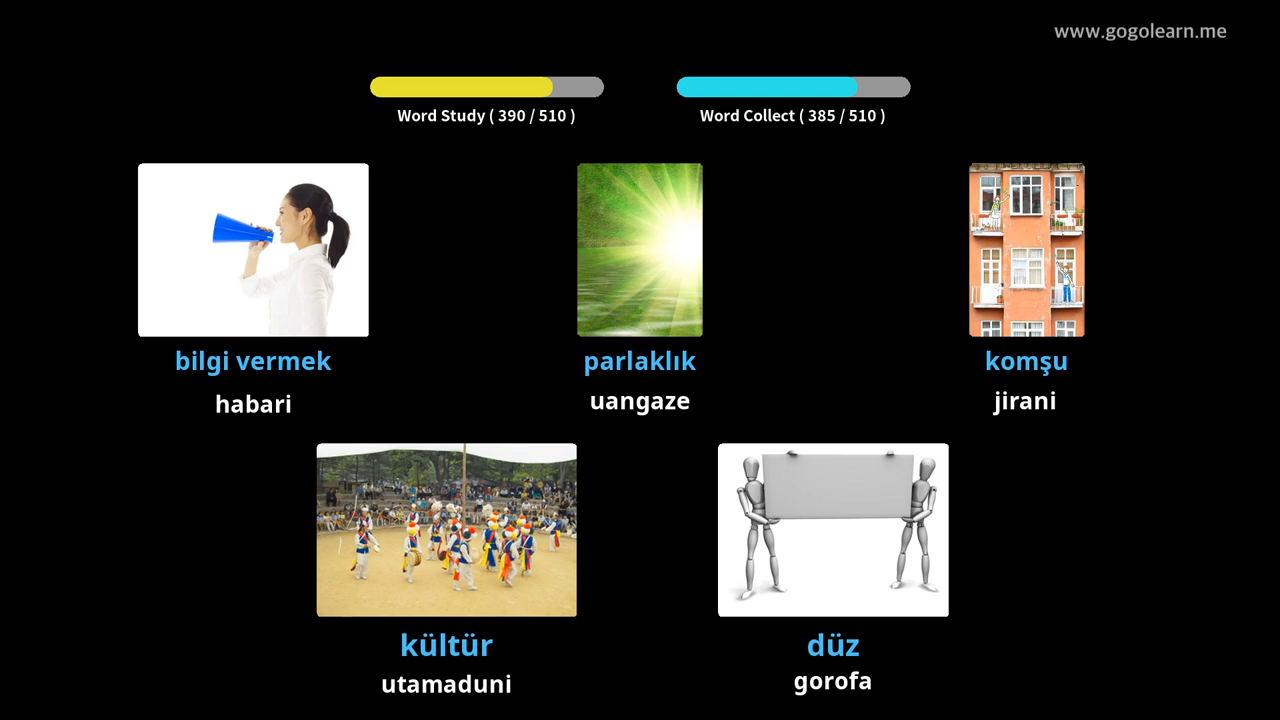 www.gogolearn.me
Word Study ( 390 / 510 )
Word Collect ( 385 / 510 )
bilgi vermek
habari
parlaklık
uangaze
komşu
jirani
kültür
utamaduni
düz
gorofa